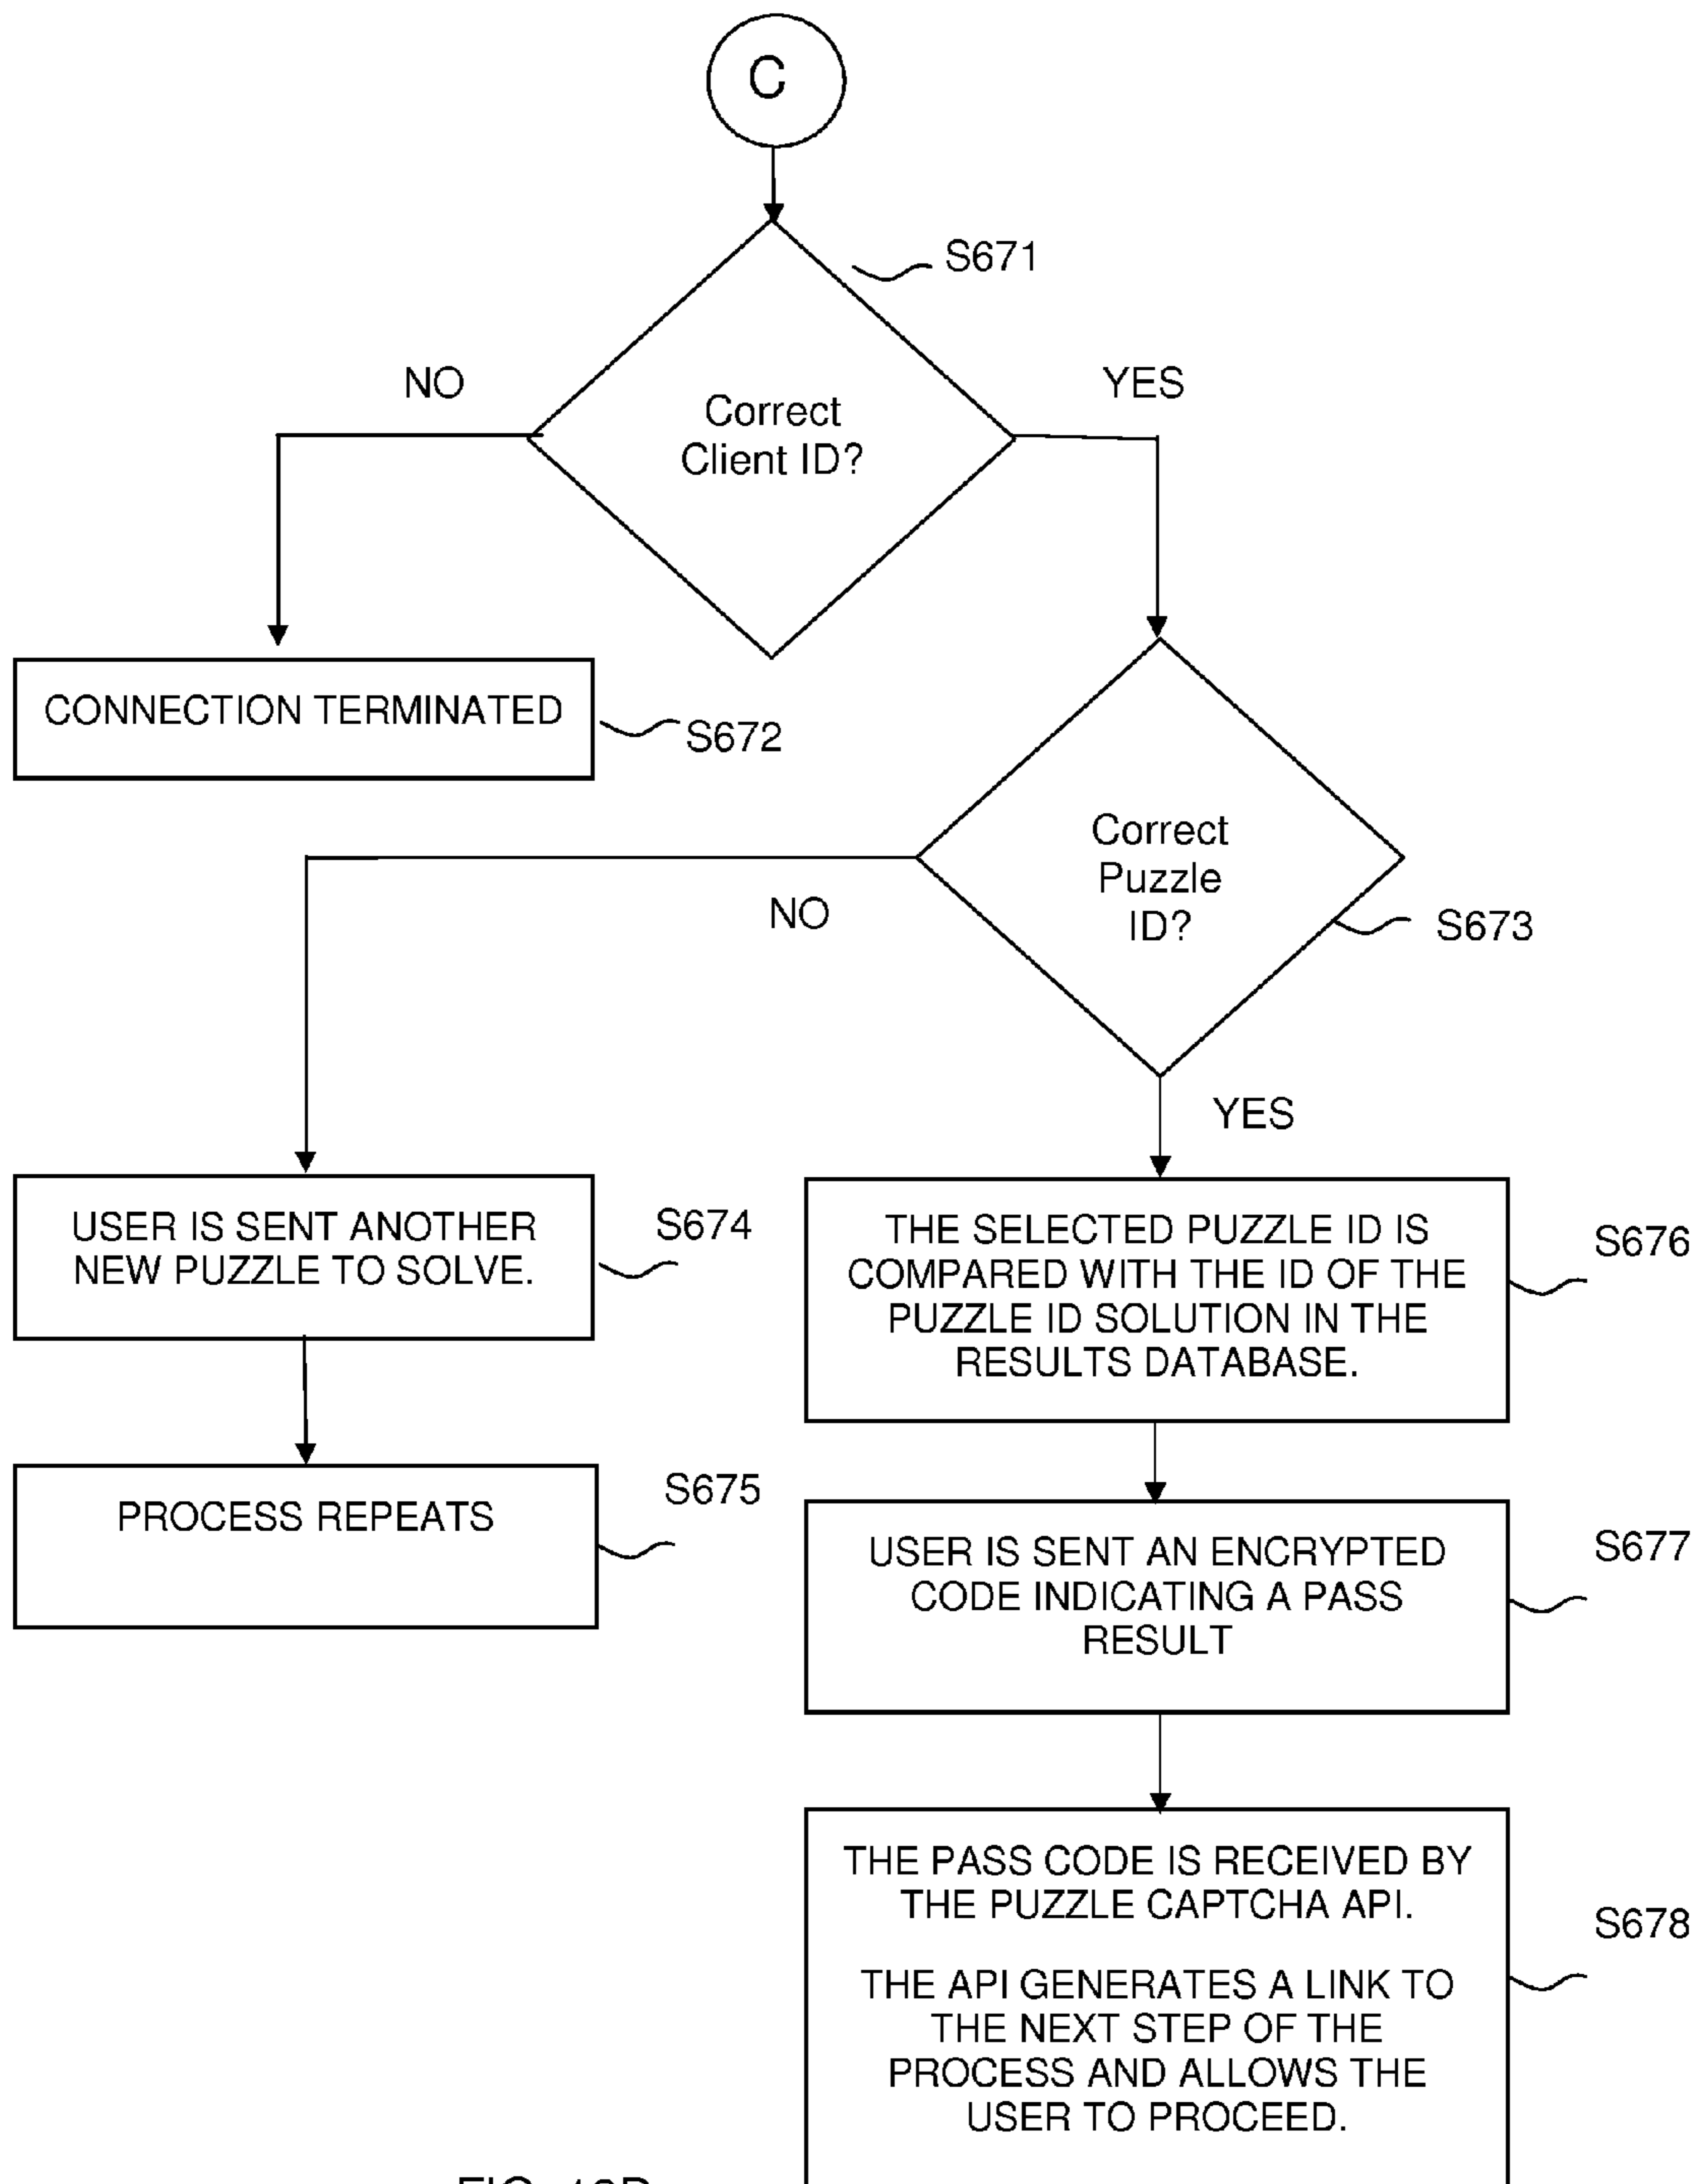 C
S671
NO
YES
Correct
Client ID?
CONNECTION TERMINATED
S672
Correct
Puzzle
ID?
NO
S673
YES
USER IS SENT ANOTHER
NEW PUZZLE TO SOLVE.
S674
THE SELECTED PUZZLE ID IS
COMPARED WITH THE ID OF THE
PUZZLE ID SOLUTION IN THE
RESULTS DATABASE.
S676
PROCESS REPEATS
S675
USER IS SENT AN ENCRYPTED
CODE INDICATING A PASS
RESULT
S677
THE PASS CODE IS RECEIVED BY
THE PUZZLE CAPTCHA API.
S678
THE API GENERATES A LINK TO
THE NEXT STEP OF THE
PROCESS AND ALLOWS THE
USER TO PROCEED.
FIG.